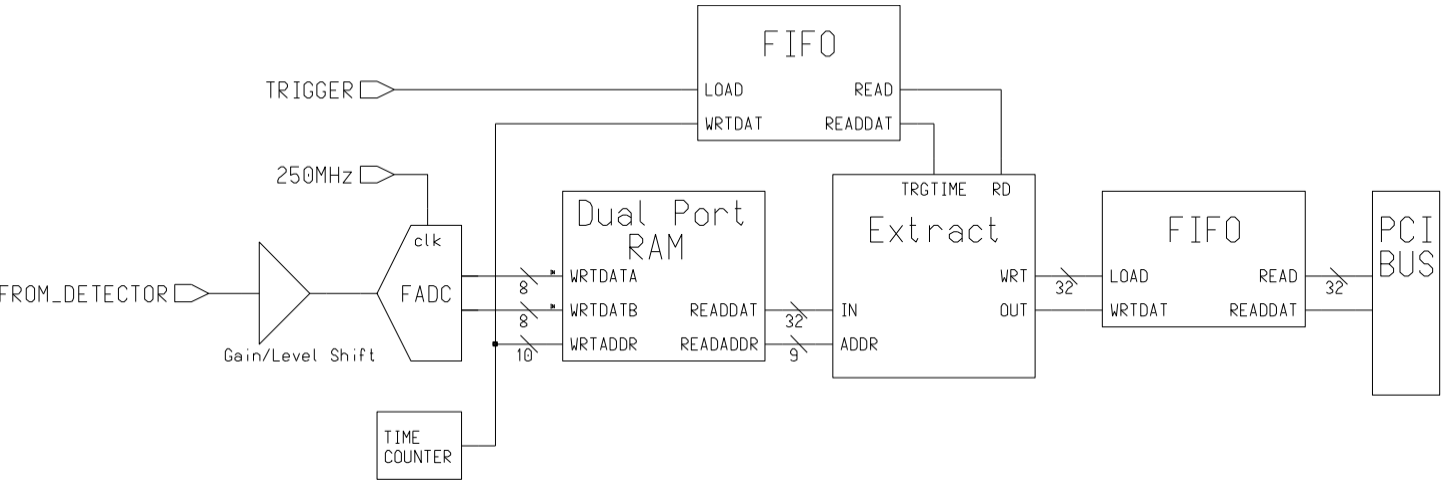 FIFO
TRIGGER
LOAD
READ
WRTDAT
READDAT
250MHz
TRGTIME
RD
clk
Dual Port
RAM
Extract
FIFO
PCI
BUS
FROM_DETECTOR
FADC
8
WRTDATA
WRT
32
LOAD
READ
32
8
WRTDATB
READDAT
32
IN
OUT
WRTDAT
READDAT
Gain/Level Shift
10
WRTADDR
READADDR
9
ADDR
TIME
COUNTER